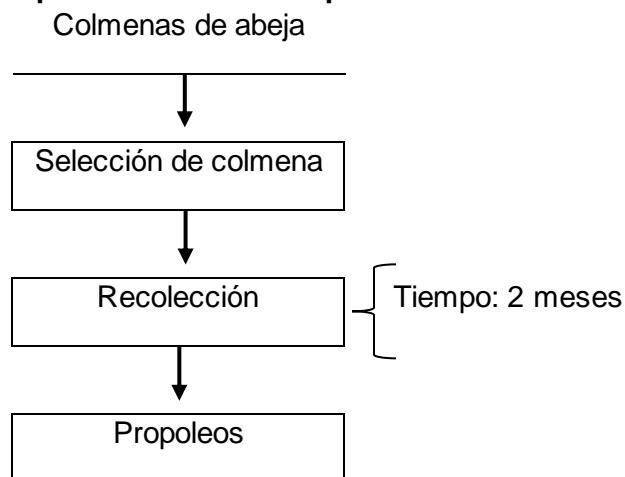 Colmenas de abeja
Selección de colmena
Recolección
Tiempo: 2 meses
Propoleos